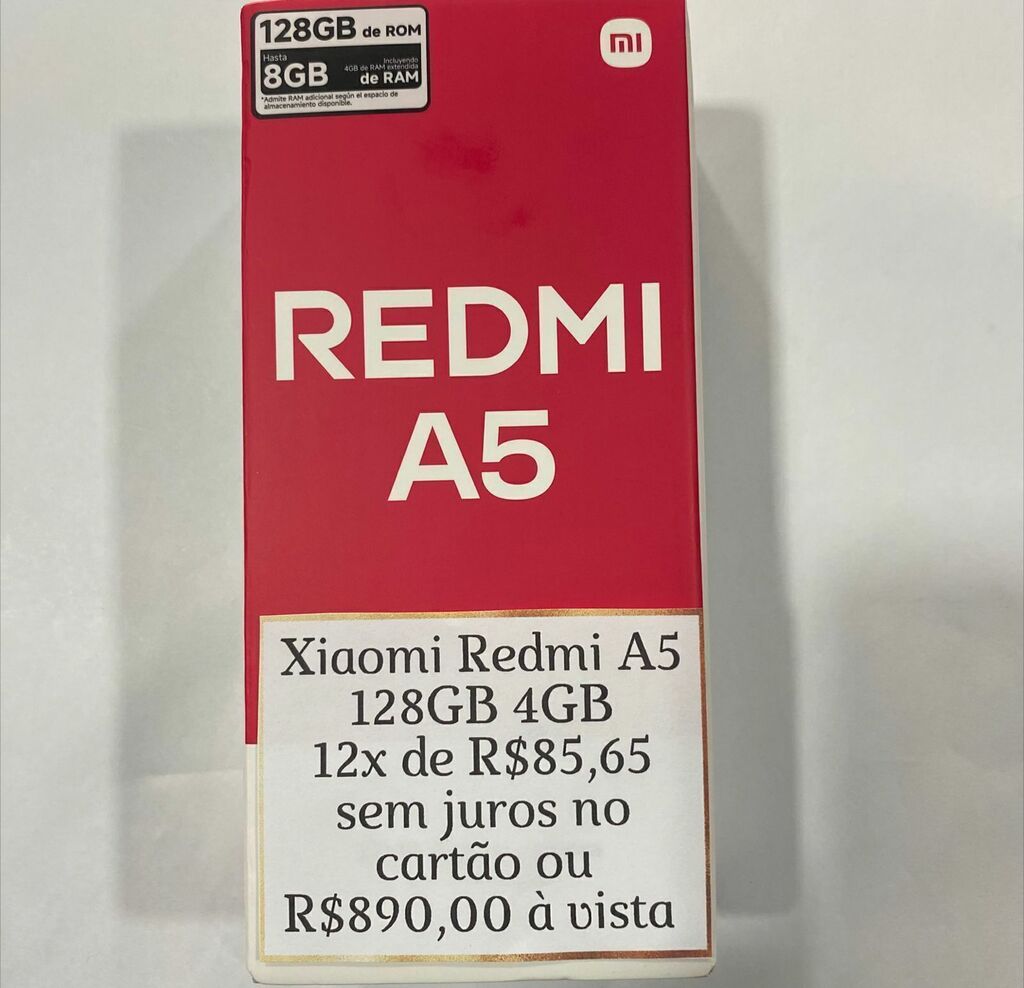 128GB de ROM
Hasta
8GB
Incluyendo
4GB de RAM extendida
de RAM
*Admite RAM adicional según el espacio de
almacenamiento disponible.
mi
REDMI
A5
Xiaomi Redmi A5
128GB 4GB
12x de R$85,65
sem juros no
cartão ou
R$890,00 à vista